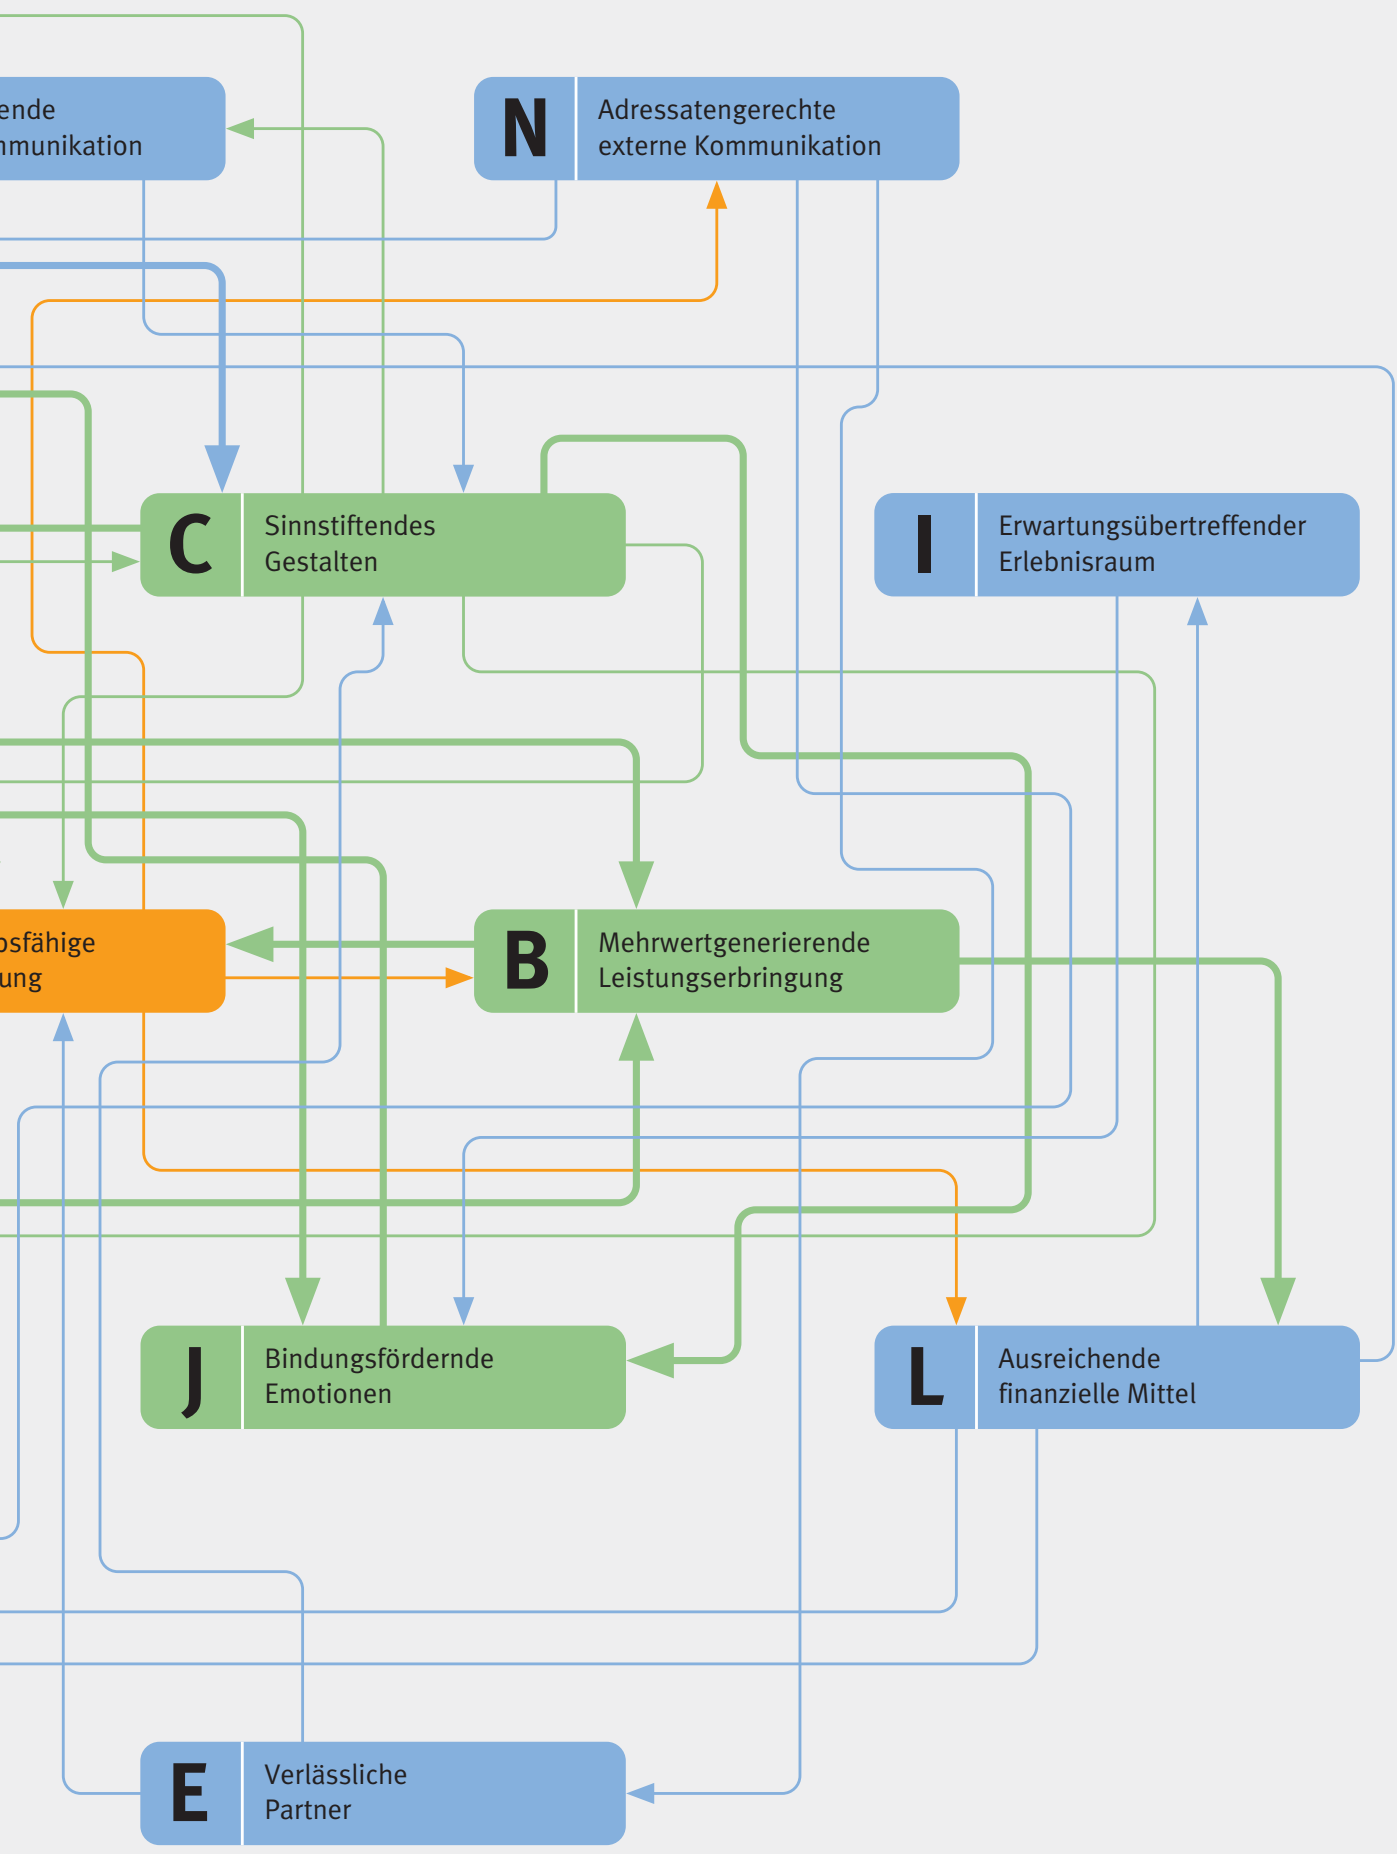 ende
mmunikation
N
Adressatengerechte
externe Kommunikation
C
Sinnstiftendes
Gestalten
I
Erwartungsübertreffender
Erlebnisraum
bsfähige
ung
B
Mehrwertgenerierende
Leistungserbringung
J
Bindungsfördernde
Emotionen
L
Ausreichende
finanzielle Mittel
E
Verlässliche
Partner